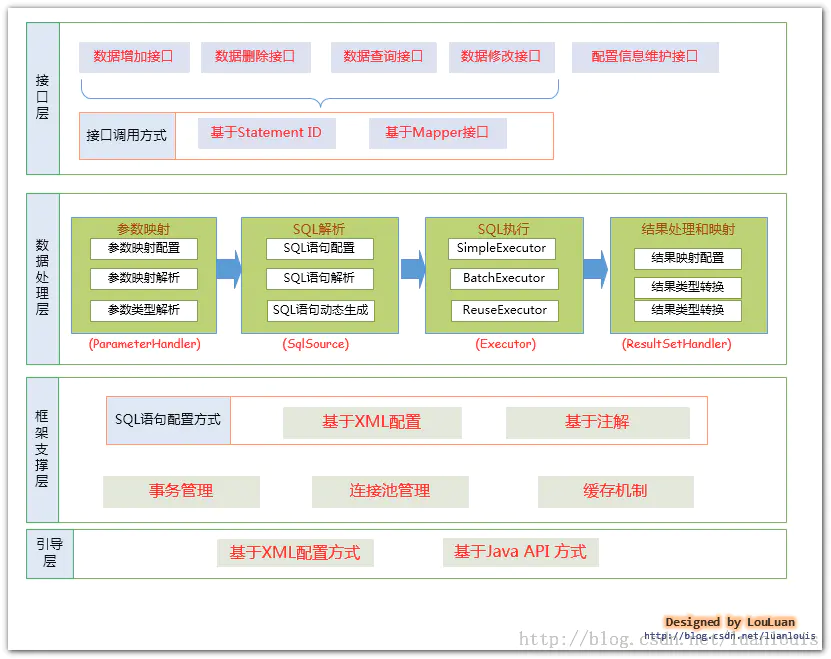 接口层
数据增加接口
数据删除接口
数据查询接口
数据修改接口
配置信息维护接口
接口调用方式
基于Statement ID
基于Mapper接口
数据处理层
参数映射
参数映射配置
参数映射解析
参数类型解析
(ParameterHandler)
SQL解析
SQL语句配置
SQL语句解析
SQL语句动态生成
(SqlSource)
SQL执行
SimpleExecutor
BatchExecutor
ReuseExecutor
(Executor)
结果处理和映射
结果映射配置
结果类型转换
结果类型转换
(ResultSetHandler)
框架支撑层
SQL语句配置方式
基于XML配置
基于注解
事务管理
连接池管理
缓存机制
引导层
基于XML配置方式
基于Java API 方式
Designed by LouLuan
http://blog.csdn.net/luanlouis
http://blog.csdn.net/luanlouis